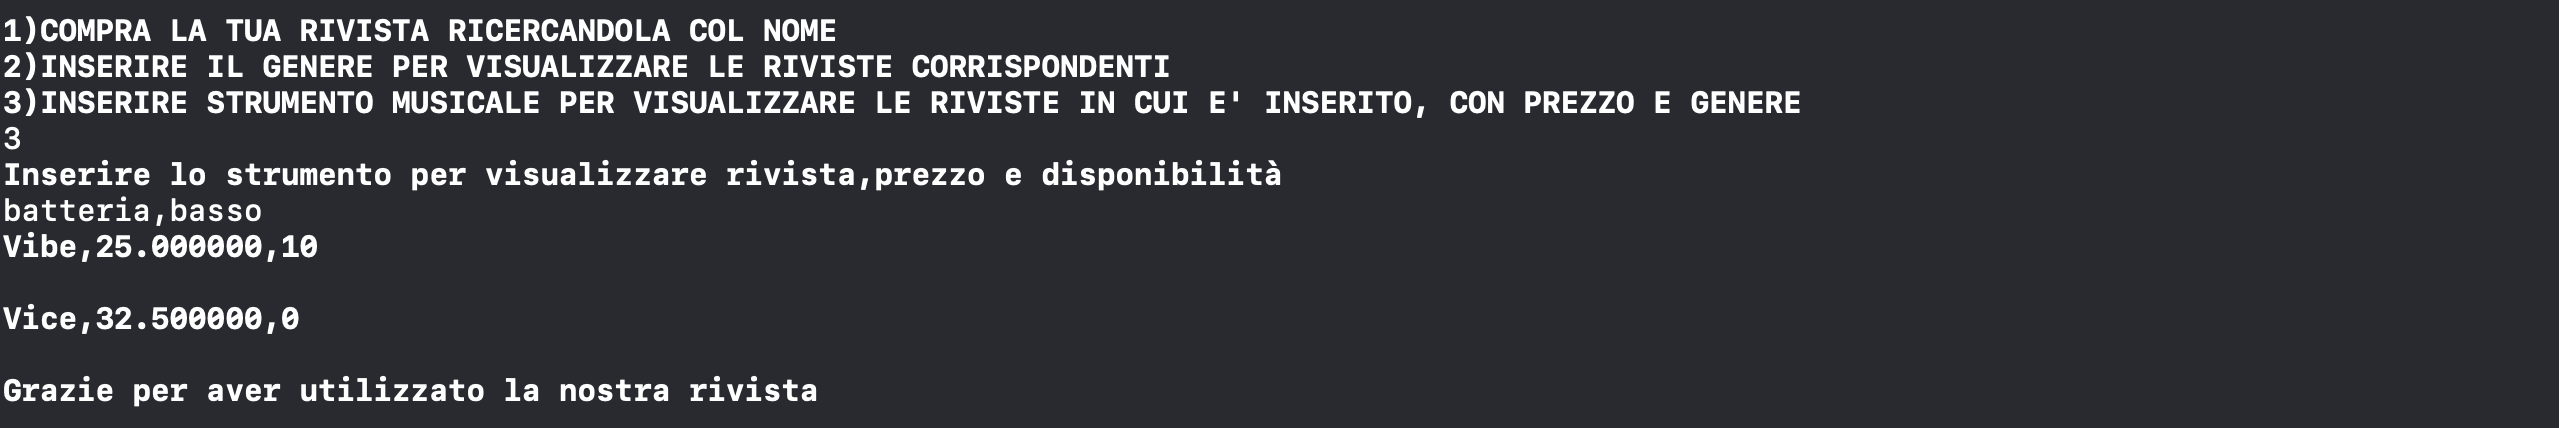 1)COMPRA LA TUA RIVISTA RICERCANDOLA COL NOME
2)INSERIRE IL GENERE PER VISUALIZZARE LE RIVISTE CORRISPONDENTI
3)INSERIRE STRUMENTO MUSICALE PER VISUALIZZARE LE RIVISTE IN CUI E' INSERITO, CON PREZZO E GENERE
3
Inserire lo strumento per visualizzare rivista,prezzo e disponibilità
batteria,basso
Vibe,25.000000,10
Vice,32.500000,0
Grazie per aver utilizzato la nostra rivista